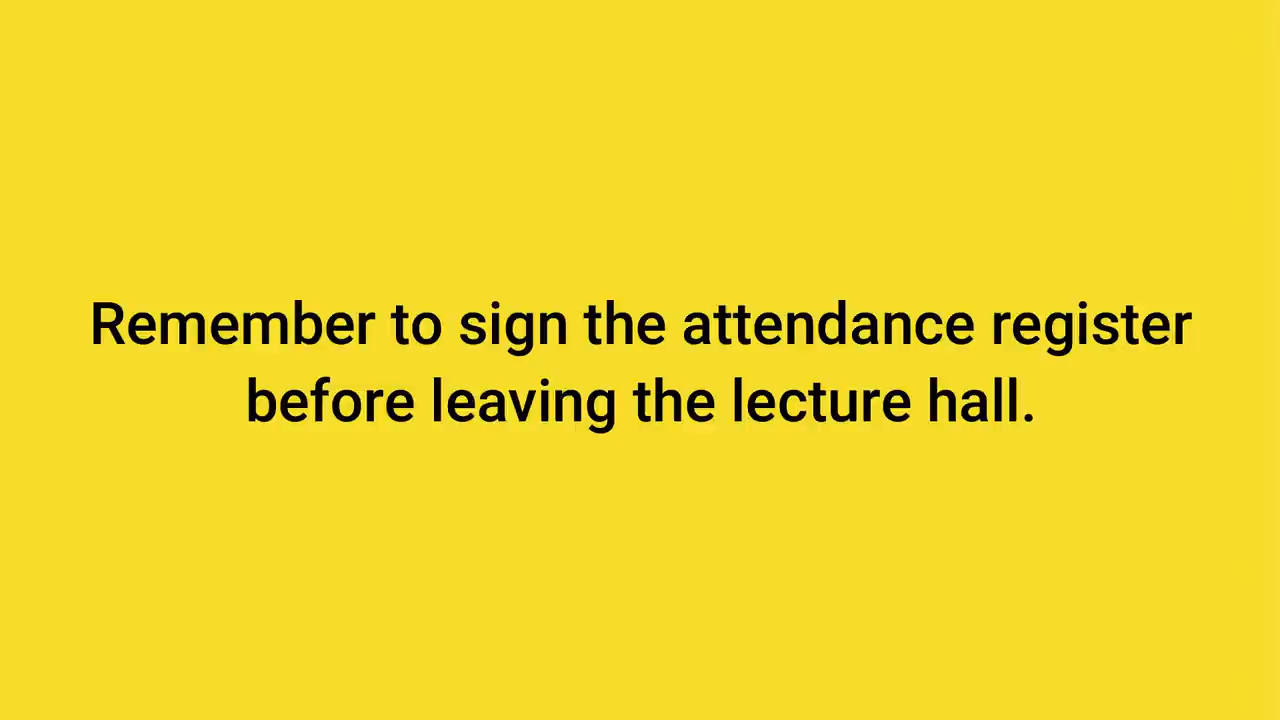 Remember to sign the attendance register
before leaving the lecture hall.